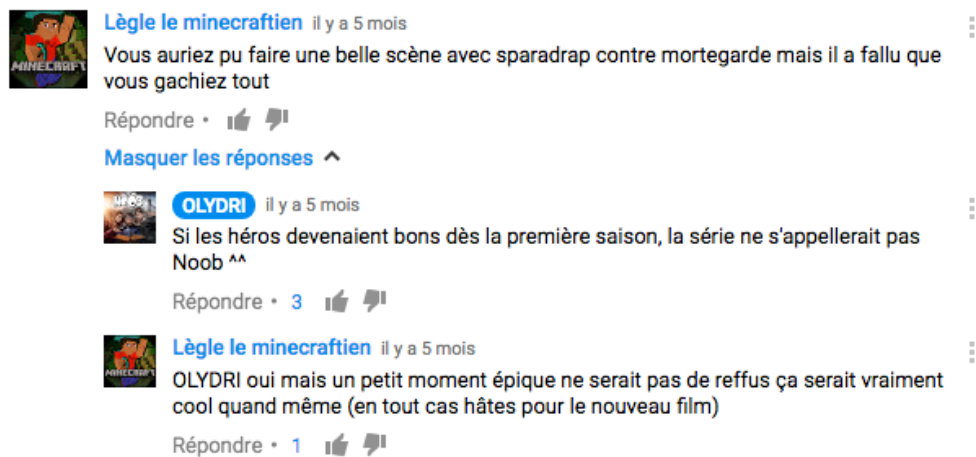 Lègle le minecraftien il y a 5 mois
Vous auriez pu faire une belle scène avec sparadrap contre mortegarde mais il a fallu que
vous gachiez tout
Répondre •
Masquer les réponses
OLYDRI il y a 5 mois
Si les héros devenaient bons dès la première saison, la série ne s'appellerait pas
Noob ^^
Répondre • 3
Lègle le minecraftien il y a 5 mois
OLYDRI oui mais un petit moment épique ne serait pas de reffus ça serait vraiment
cool quand même (en tout cas hâtes pour le nouveau film)
Répondre • 1
MINECRAFT
NOOB
MINECRAFT